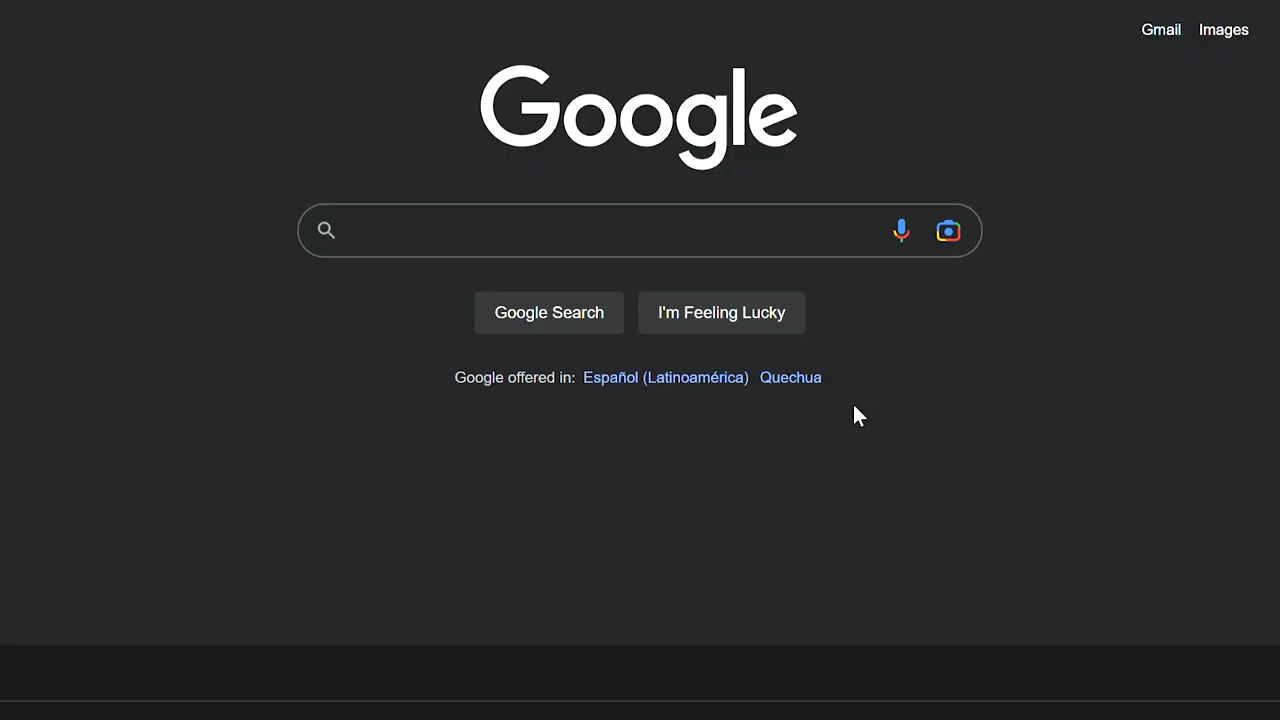 Gmail Images
Google
Google Search I'm Feeling Lucky
Google offered in: Español (Latinoamérica) Quechua